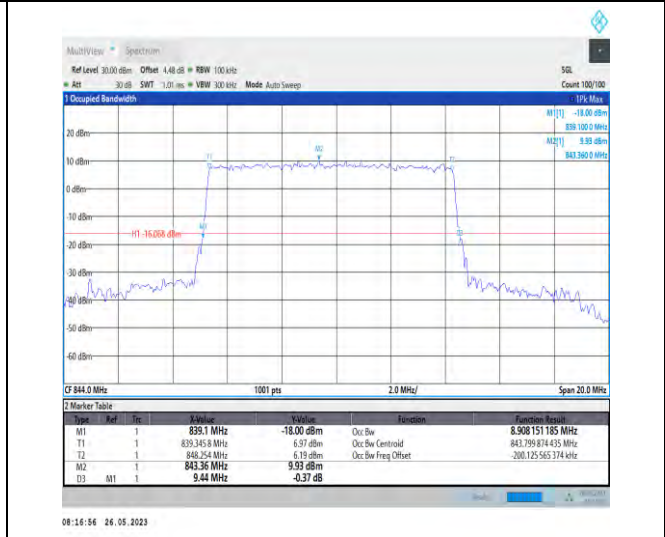 MultiView Spectrum
Ref Level 30.00 dBm Offset 4.48 dB RBW 100 kHz SGL
Att 30 dB SWT 1.01 ms VBW 300 kHz Mode Auto Sweep Count 100/100
1 Occupied Bandwidth 1Pk Max
M1[1] -18.00 dBm
839.100 0 MHz
M2[1] 9.93 dBm
843.360 0 MHz
20 dBm
10 dBm
0 dBm
-10 dBm
-20 dBm
-30 dBm
-40 dBm
-50 dBm
-60 dBm
T1
M2
H1 -16.068 dBm
CF 844.0 MHz 1001 pts 2.0 MHz/ Span 20.0 MHz
2 Marker Table
Type Ref Trc X-Value Y-Value Function Function Result
M1 1 839.1 MHz -18.00 dBm Occ Bw 8.908 151 185 MHz
T1 1 839.345 8 MHz 6.97 dBm Occ Bw Centroid 843.799 874 435 MHz
T2 1 848.254 MHz 6.19 dBm Occ Bw Freq Offset -200.125 565 374 kHz
M2 1 843.36 MHz 9.93 dBm
D3 M1 1 9.44 MHz -0.37 dB
08:16:56 26.05.2023